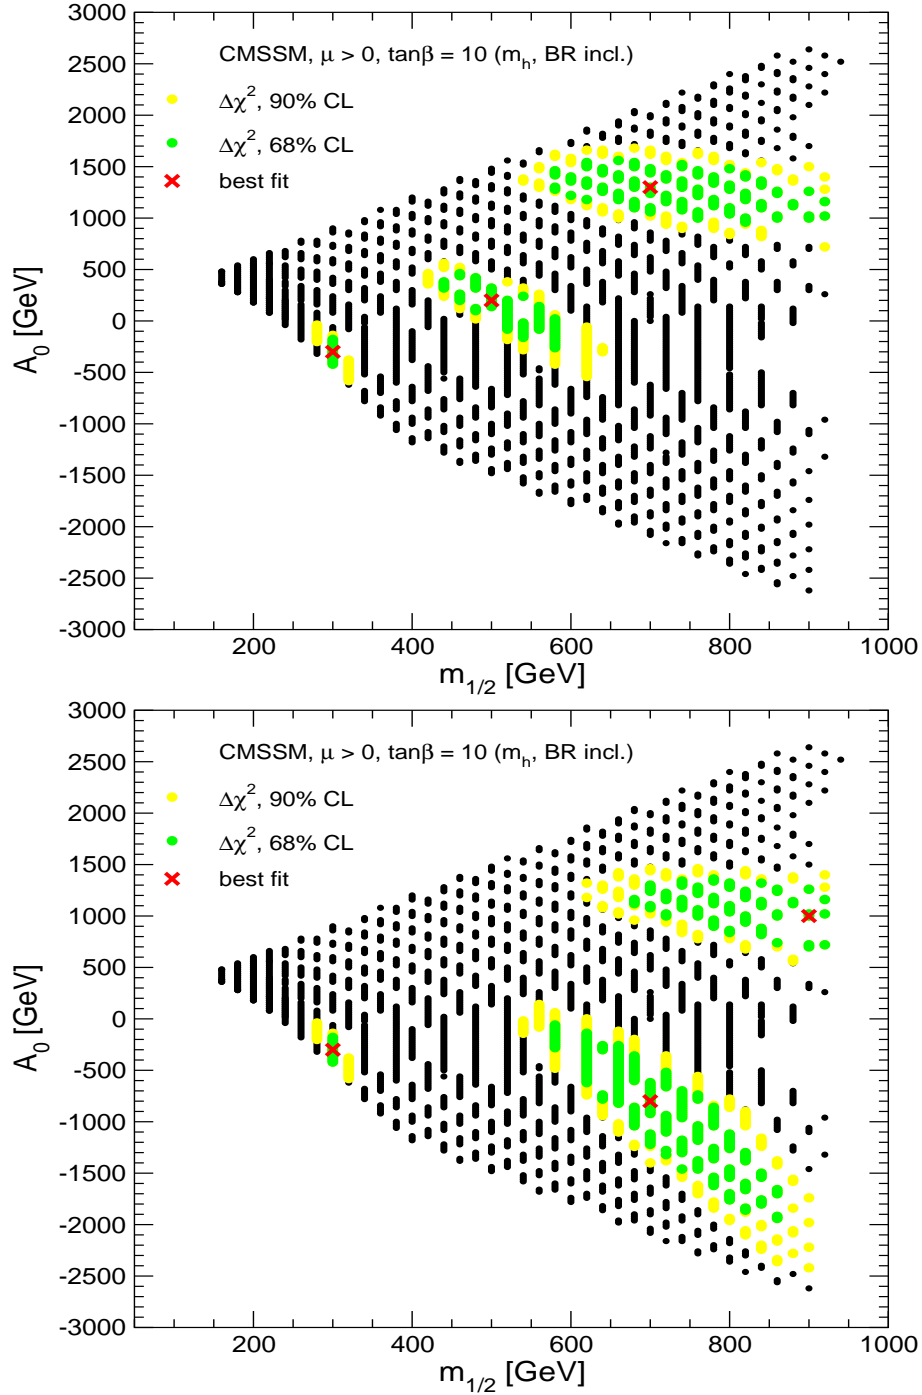 3000
2500
2000
1500
1000
500
0
-500
-1000
-1500
-2000
-2500
-3000
A₀ [GeV]
CMSSM, μ > 0, tanβ = 10 (mₕ, BR incl.)
Δχ², 90% CL
Δχ², 68% CL
best fit
200 400 600 800 1000
m₁/₂ [GeV]
3000
2500
2000
1500
1000
500
0
-500
-1000
-1500
-2000
-2500
-3000
A₀ [GeV]
CMSSM, μ > 0, tanβ = 10 (mₕ, BR incl.)
Δχ², 90% CL
Δχ², 68% CL
best fit
200 400 600 800 1000
m₁/₂ [GeV]